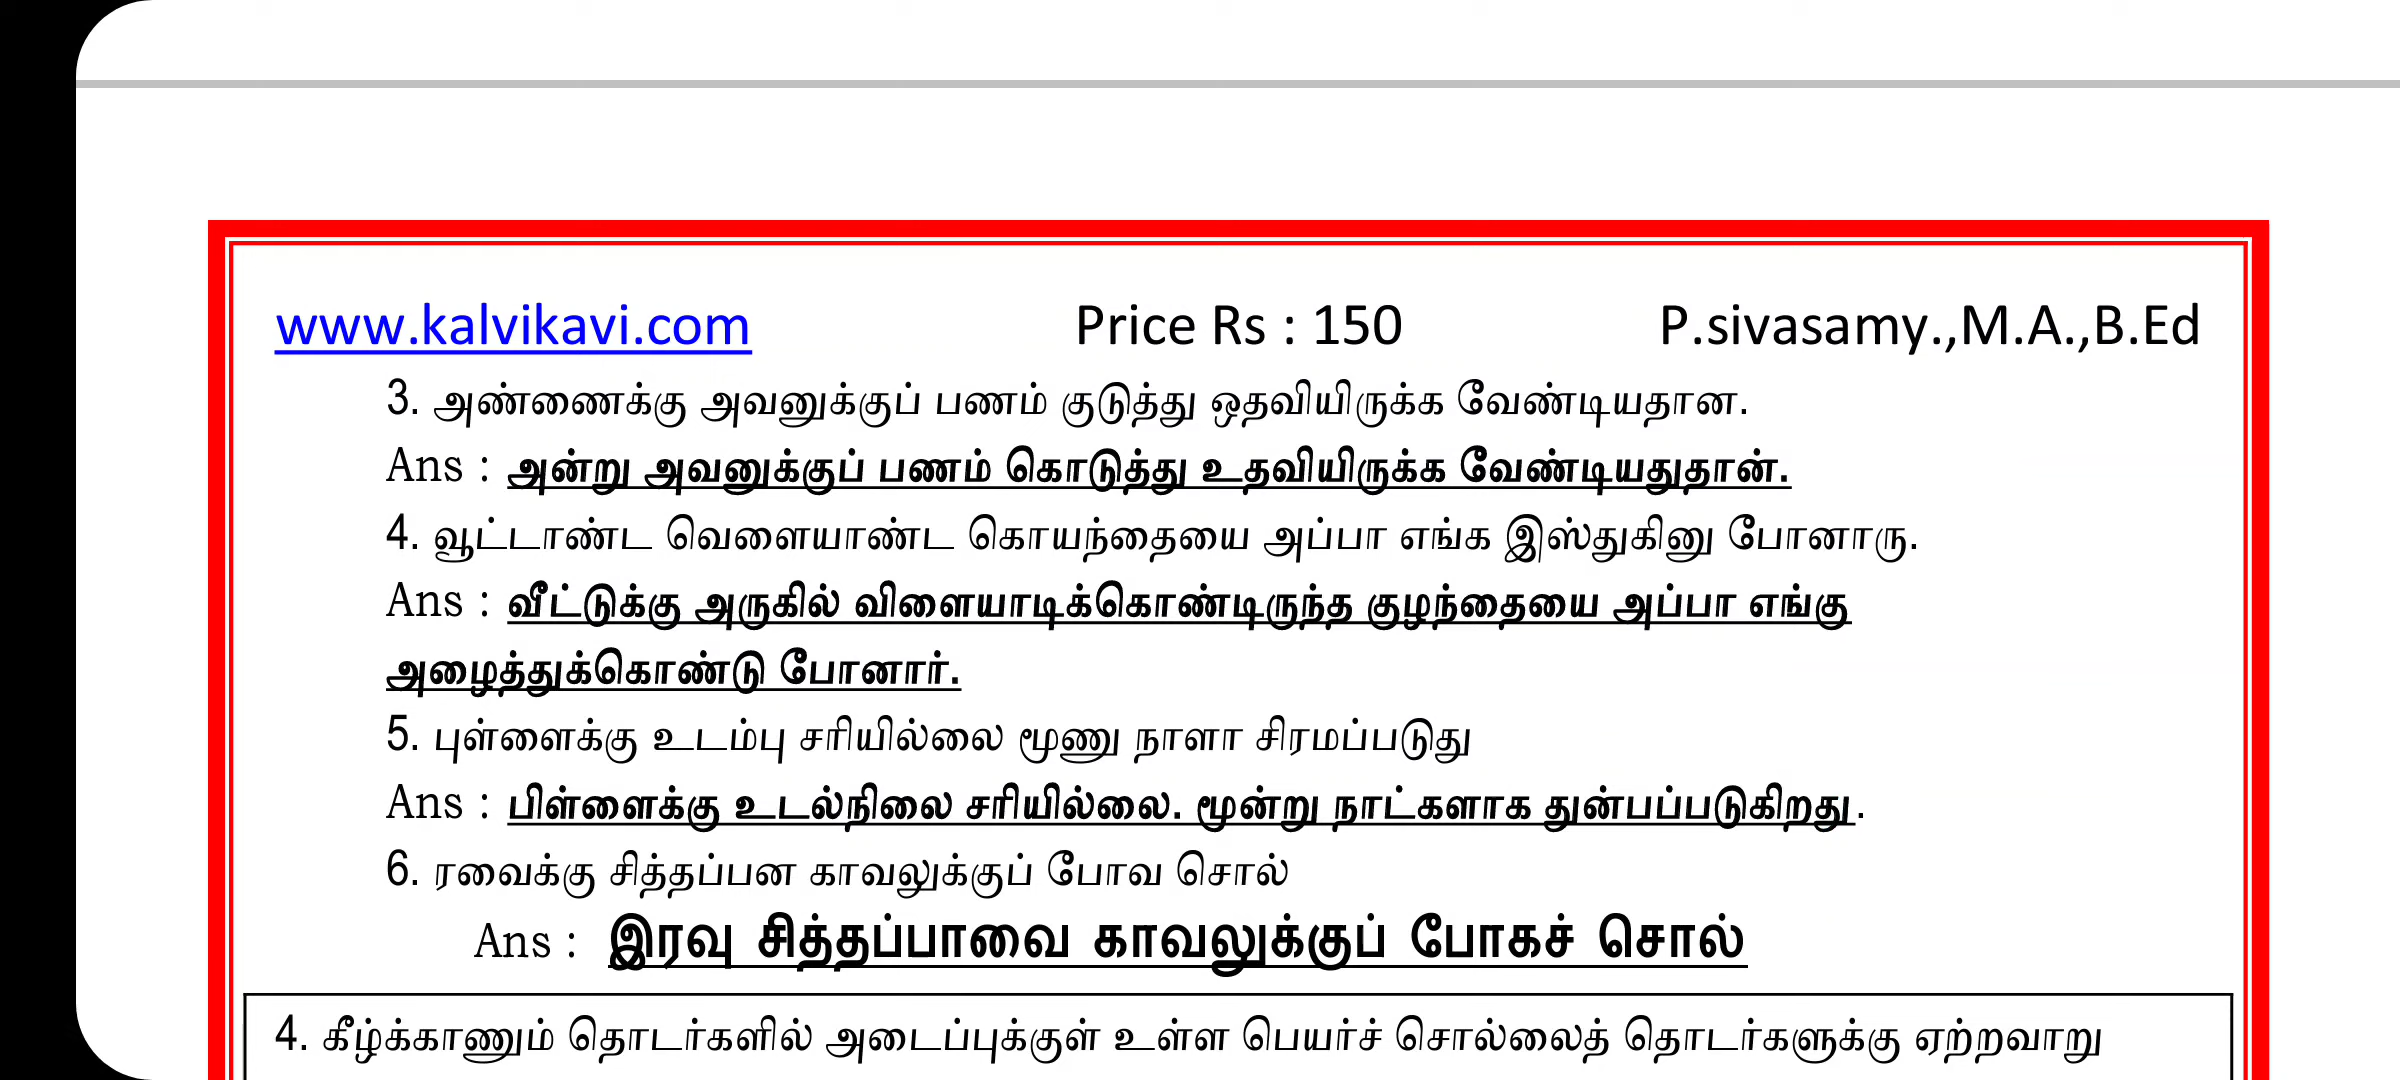 www.kalvikavi.com Price Rs : 150 P.sivasamy.,M.A.,B.Ed
3. அண்ணைக்கு அவனுக்குப் பணம் குடுத்து ஒதவியிருக்க வேண்டியதான.
Ans : அன்று அவனுக்குப் பணம் கொடுத்து உதவியிருக்க வேண்டியதுதான்.
4. வூட்டாண்ட வெளையாண்ட கொயந்தையை அப்பா எங்க இஸ்துகினு போனாரு.
Ans : வீட்டுக்கு அருகில் விளையாடிக்கொண்டிருந்த குழந்தையை அப்பா எங்கு
அழைத்துக்கொண்டு போனார்.
5. புள்ளைக்கு உடம்பு சரியில்லை மூணு நாளா சிரமப்படுது
Ans : பிள்ளைக்கு உடல்நிலை சரியில்லை. மூன்று நாட்களாக துன்பப்படுகிறது.
6. ரவைக்கு சித்தப்பன காவலுக்குப் போவ சொல்
Ans : இரவு சித்தப்பாவை காவலுக்குப் போகச் சொல்
4. கீழ்க்காணும் தொடர்களில் அடைப்புக்குள் உள்ள பெயர்ச் சொல்லைத் தொடர்களுக்கு ஏற்றவாறு